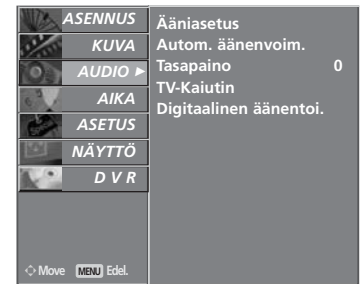 ASENNUS
KUVA
AUDIO
AIKA
ASETUS
NÄYTTÖ
D V R
Ääniasetus
Autom. äänenvoim.
Tasapaino 0
TV-Kaiutin
Digitaalinen äänentoi.
Move MENU Edel.